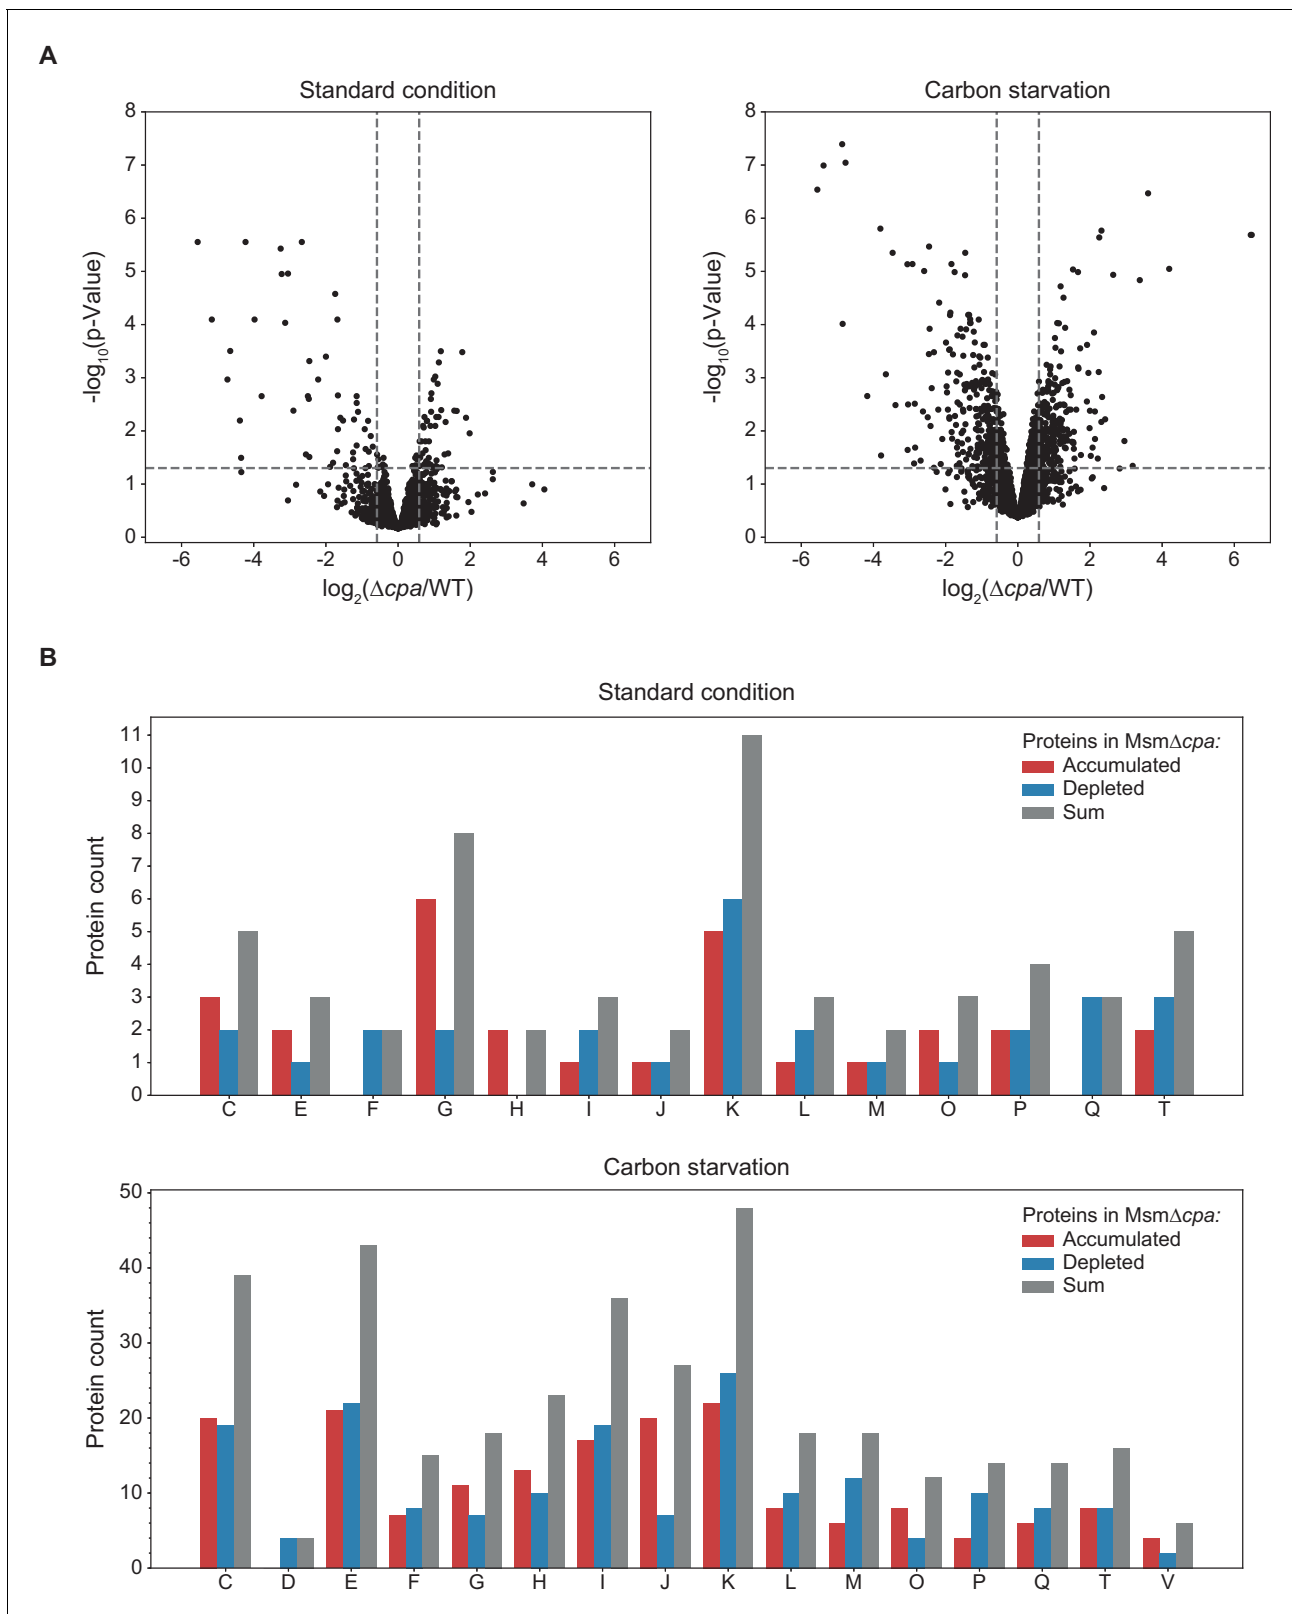 A
Standard condition
8
7
6
5
4
3
2
1
0
-log10(p-Value)
-6 -4 -2 0 2 4 6
log2(Δcpa/WT)
Carbon starvation
8
7
6
5
4
3
2
1
0
-log10(p-Value)
-6 -4 -2 0 2 4 6
log2(Δcpa/WT)
B
Standard condition
11
10
9
8
7
6
5
4
3
2
1
0
Protein count
Proteins in MsmΔcpa:
Accumulated
Depleted
Sum
C E F G H I J K L M O P Q T
Carbon starvation
50
40
30
20
10
0
Protein count
Proteins in MsmΔcpa:
Accumulated
Depleted
Sum
C D E F G H I J K L M O P Q T V